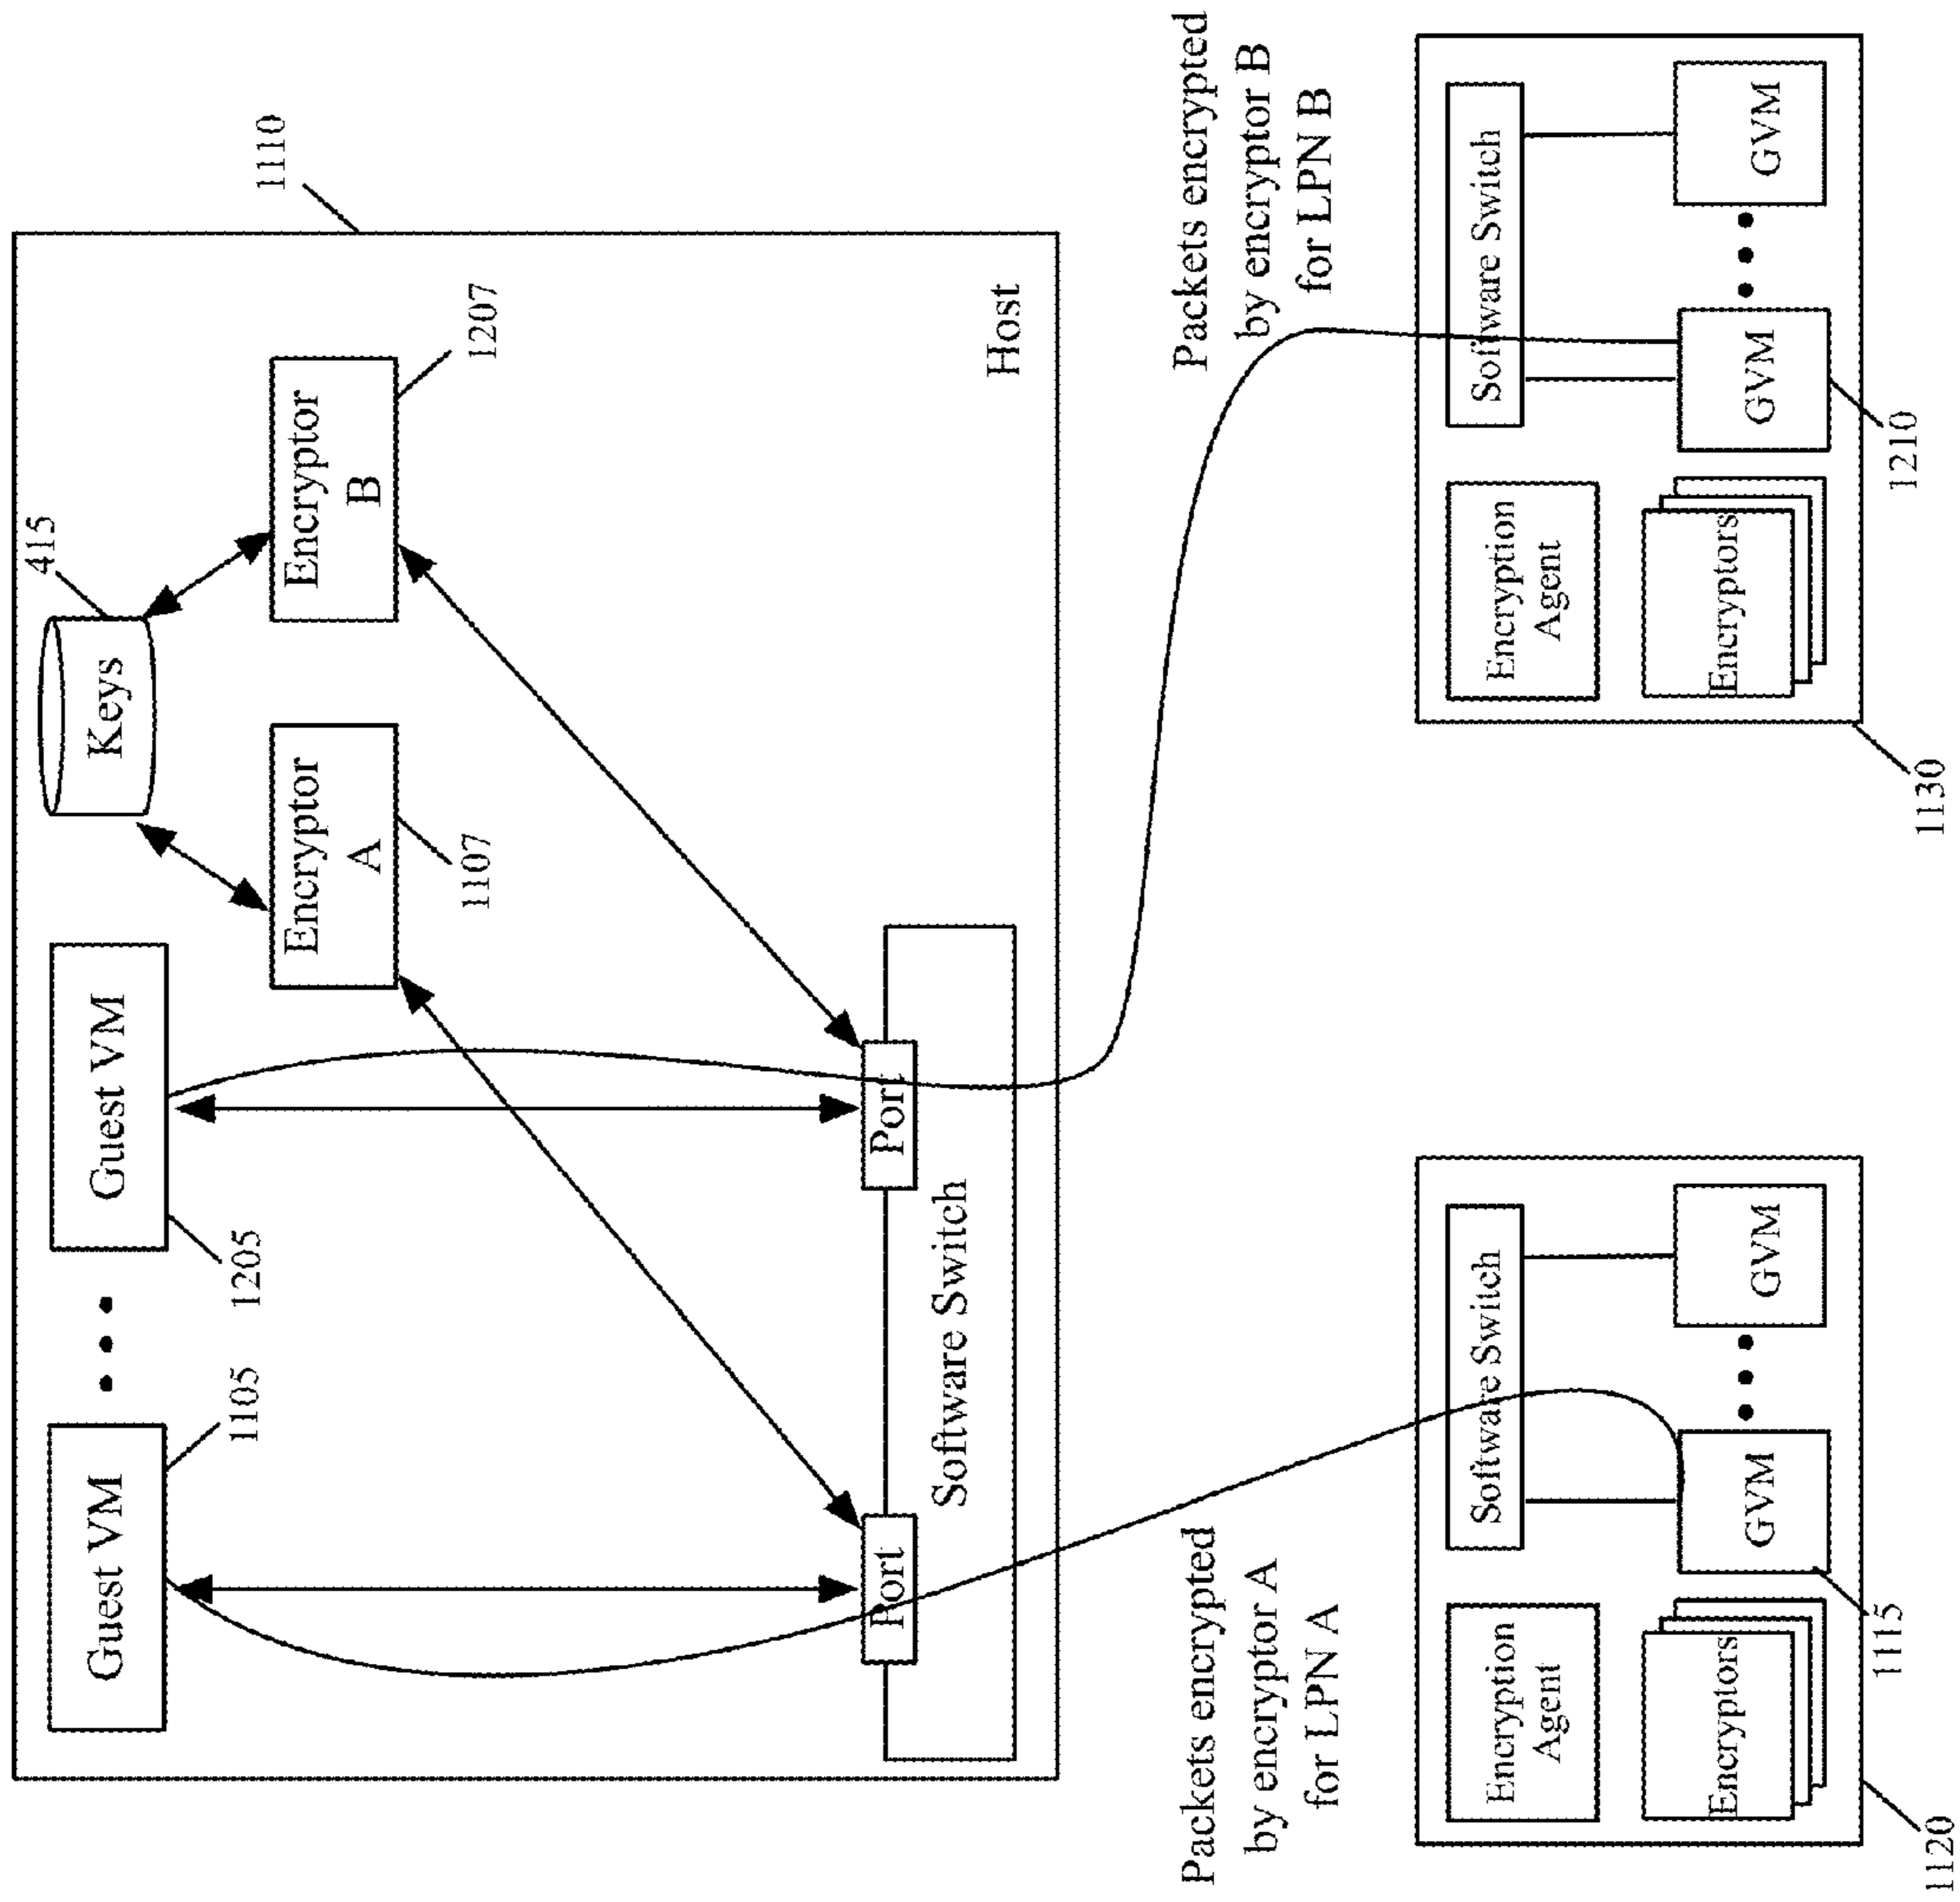 1110
415
Keys
Guest VM
1105
Guest VM
1205
Encryptor
A
1107
Encryptor
B
1207
Port
Port
Software Switch
Host
Packets encrypted
by encryptor A
for LPN A
Packets encrypted
by encryptor B
for LPN B
Encryption
Agent
Software Switch
Encryptors
GVM
GVM
1115
1120
Encryption
Agent
Software Switch
Encryptors
GVM
GVM
1210
1130